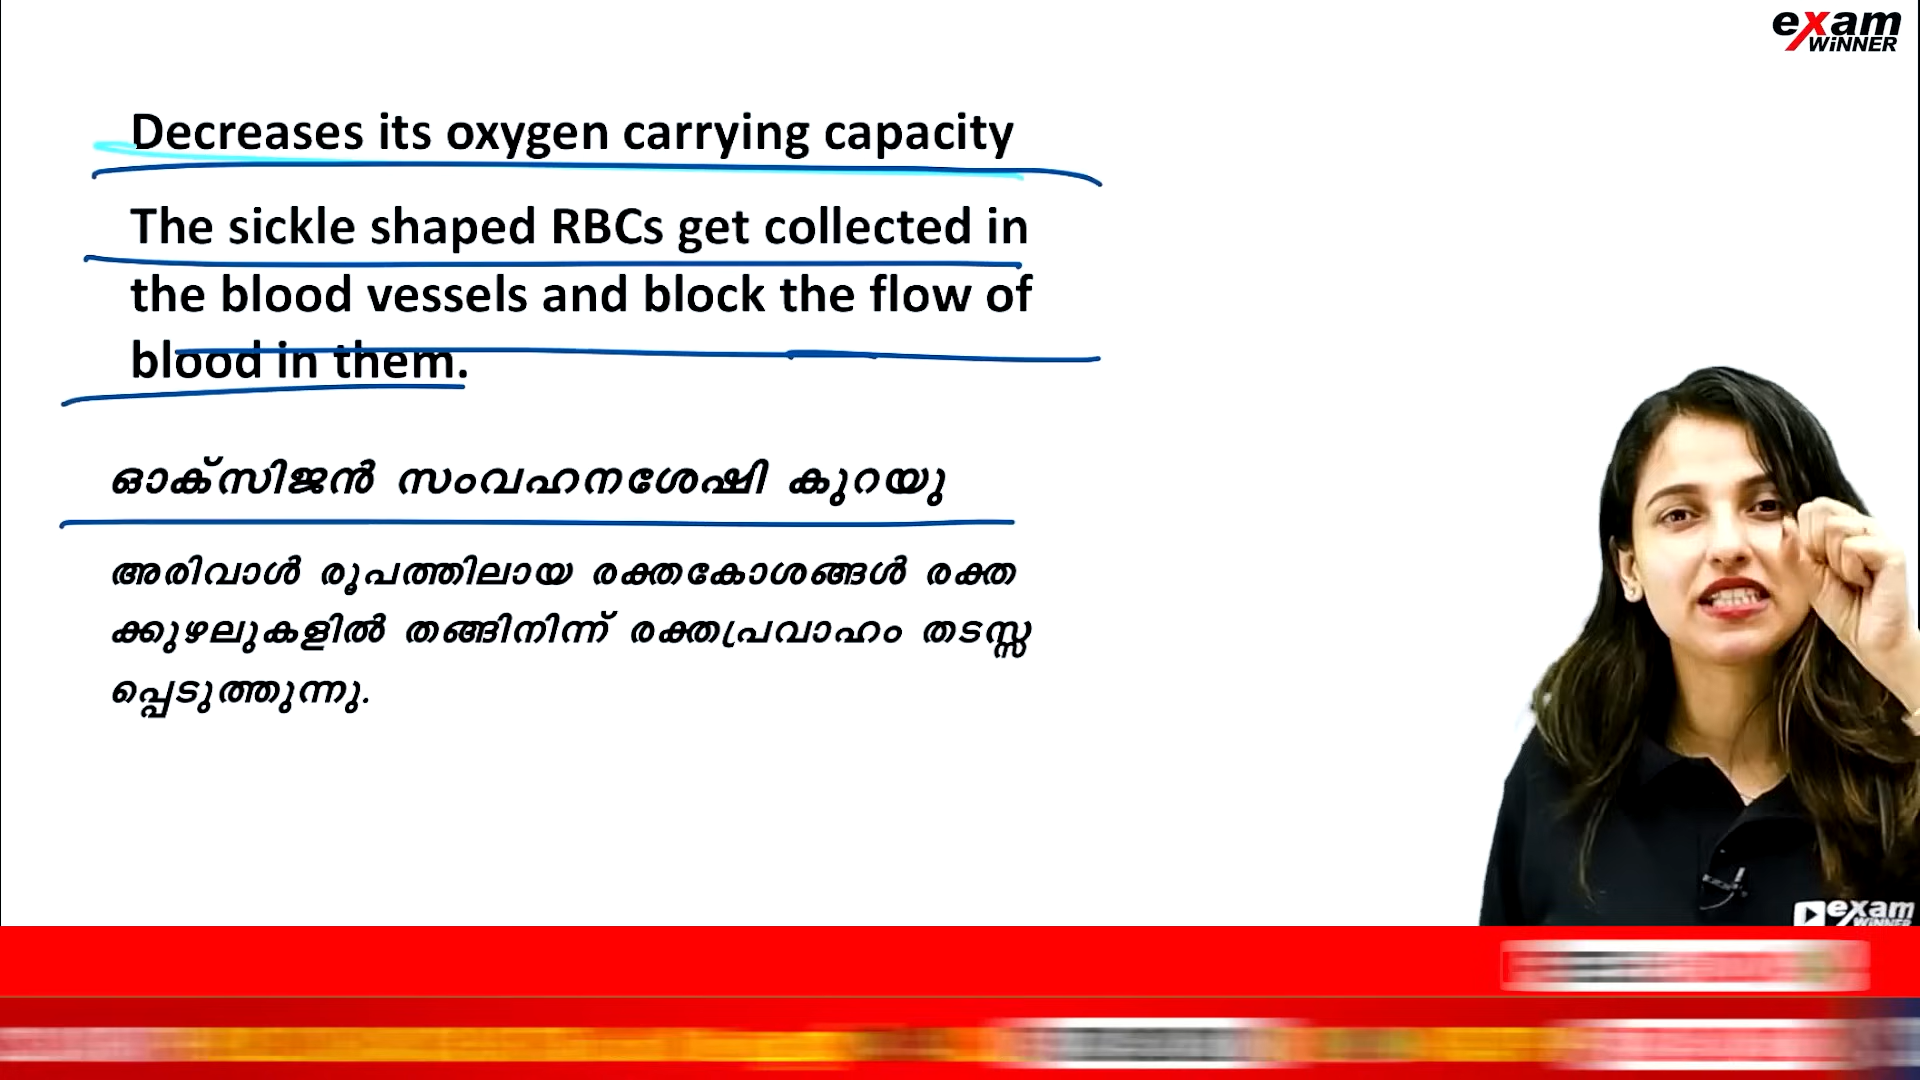 exam
WiNNER
Decreases its oxygen carrying capacity
The sickle shaped RBCs get collected in
the blood vessels and block the flow of
blood in them.
ഓക്സിജൻ സംവഹനശേഷി കുറയു
അരിവാൾ രൂപത്തിലായ രക്തകോശങ്ങൾ രക്ത
ക്കുഴലുകളിൽ തങ്ങിനിന്ന് രക്തപ്രവാഹം തടസ്സ
പ്പെടുത്തുന്നു.
exam
WiNNER